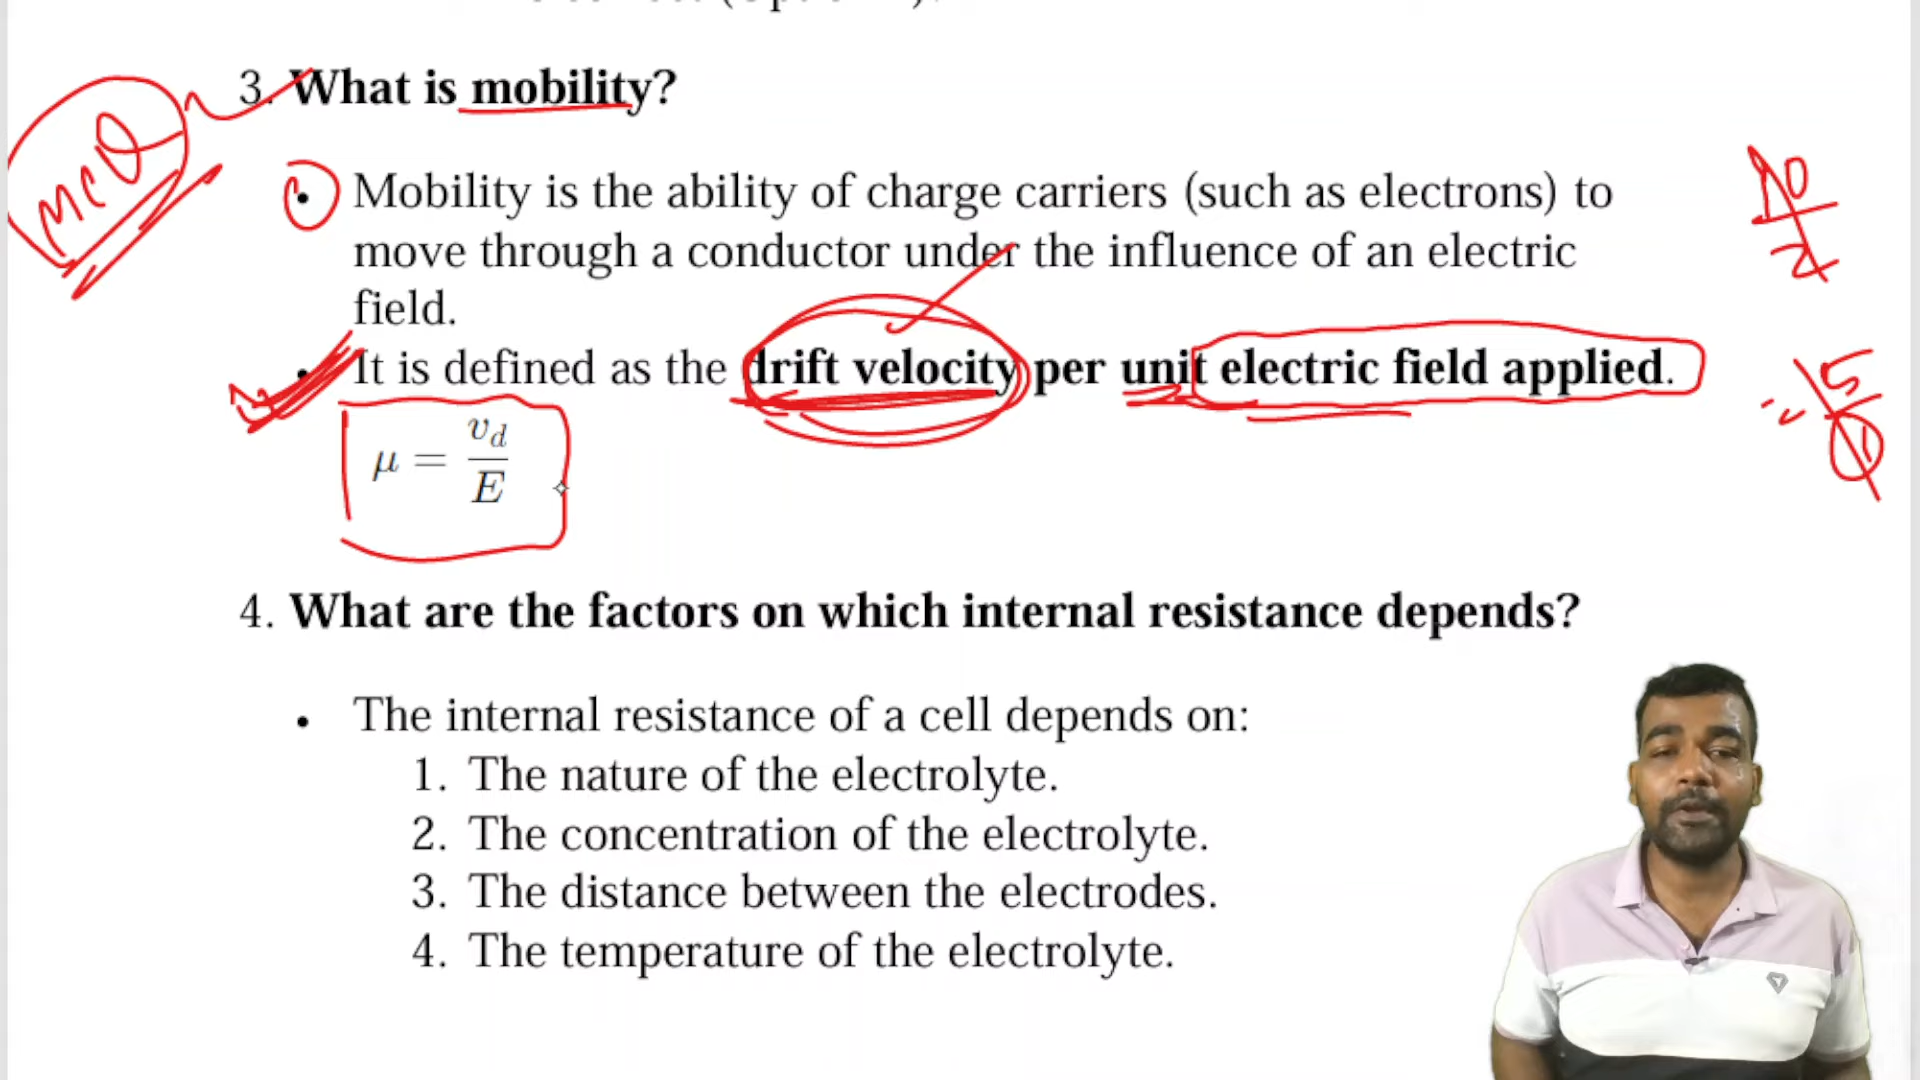 3. What is mobility?
MCQ
• Mobility is the ability of charge carriers (such as electrons) to
move through a conductor under the influence of an electric
field.
• It is defined as the drift velocity per unit electric field applied.
μ = v_d / E
10
2
= 5
4. What are the factors on which internal resistance depends?
• The internal resistance of a cell depends on:
1. The nature of the electrolyte.
2. The concentration of the electrolyte.
3. The distance between the electrodes.
4. The temperature of the electrolyte.